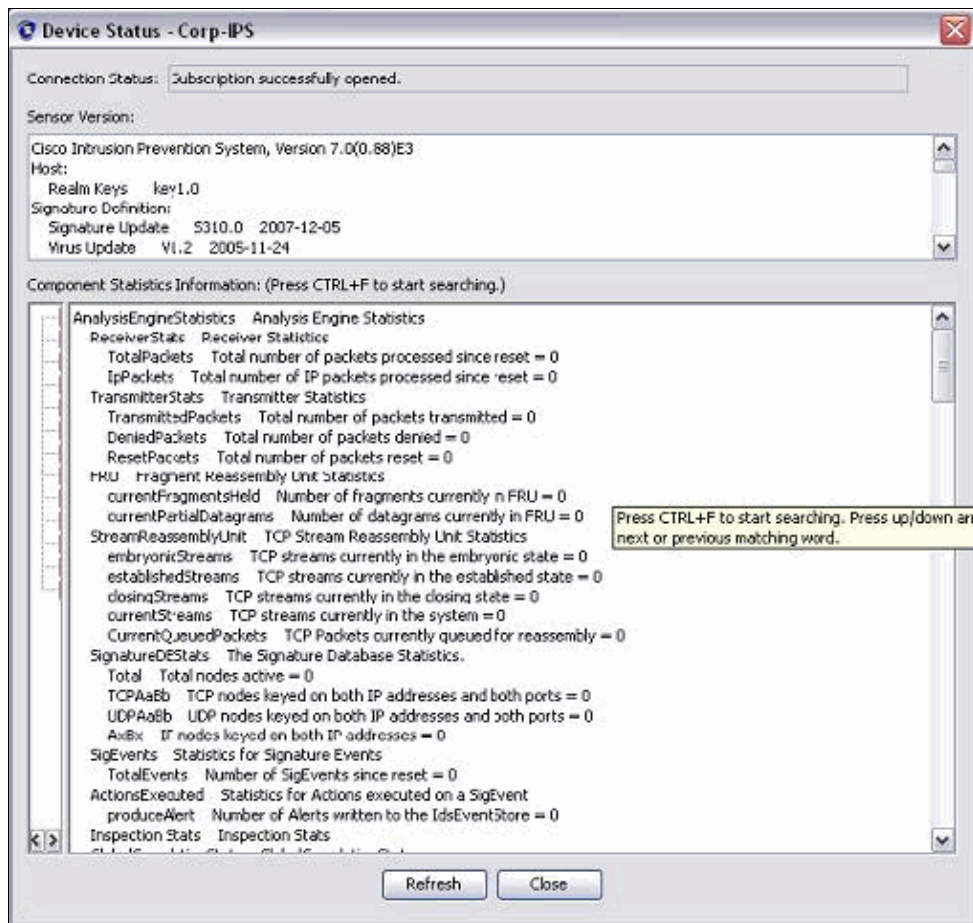 Device Status - Corp-IPS
Connection Status: Subscription successfully opened.
Sensor Version:
Cisco Intrusion Prevention System, Version 7.0(0.88)E3
Host:
Realm Keys key1.0
Signature Definition:
Signature Update S310.0 2007-12-05
Virus Update V1.2 2005-11-24
Component Statistics Information: (Press CTRL+F to start searching.)
AnalysisEngineStatistics Analysis Engine Statistics
ReceiverStats Receiver Statistics
TotalPackets Total number of packets processed since reset = 0
IpPackets Total number of IP packets processed since reset = 0
TransmitterStats Transmitter Statistics
TransmittedPackets Total number of packets transmitted = 0
DeniedPackets Total number of packets denied = 0
ResetPackets Total number of packets reset = 0
FRU Fragment Reassembly Unit Statistics
currentFragmentsHeld Number of fragments currently in FRU = 0
currentPartialDatagrams Number of datagrams currently in FRU = 0
Press CTRL+F to start searching. Press up/down
next or previous matching word.
StreamReassemblyUnit TCP Stream Reassembly Unit Statistics
embryonicStreams TCP streams currently in the embryonic state = 0
establishedStreams TCP streams currently in the established state = 0
closingStreams TCP streams currently in the closing state = 0
currentStreams TCP streams currently in the system = 0
CurrentQueuedPackets TCP Packets currently queued for reassembly = 0
SignatureDEStats The Signature Database Statistics.
Total Total nodes active = 0
TCPAaBb TCP nodes keyed on both IP addresses and both ports = 0
UDPAaBb UDP nodes keyed on both IP addresses and both ports = 0
AxBx IP nodes keyed on both IP addresses = 0
SigEvents Statistics for Signature Events
TotalEvents Number of SigEvents since reset = 0
ActionsExecuted Statistics for Actions executed on a SigEvent
produceAlert Number of Alerts written to the IdsEventStore = 0
Inspection Stats Inspection Stats
Refresh
Close